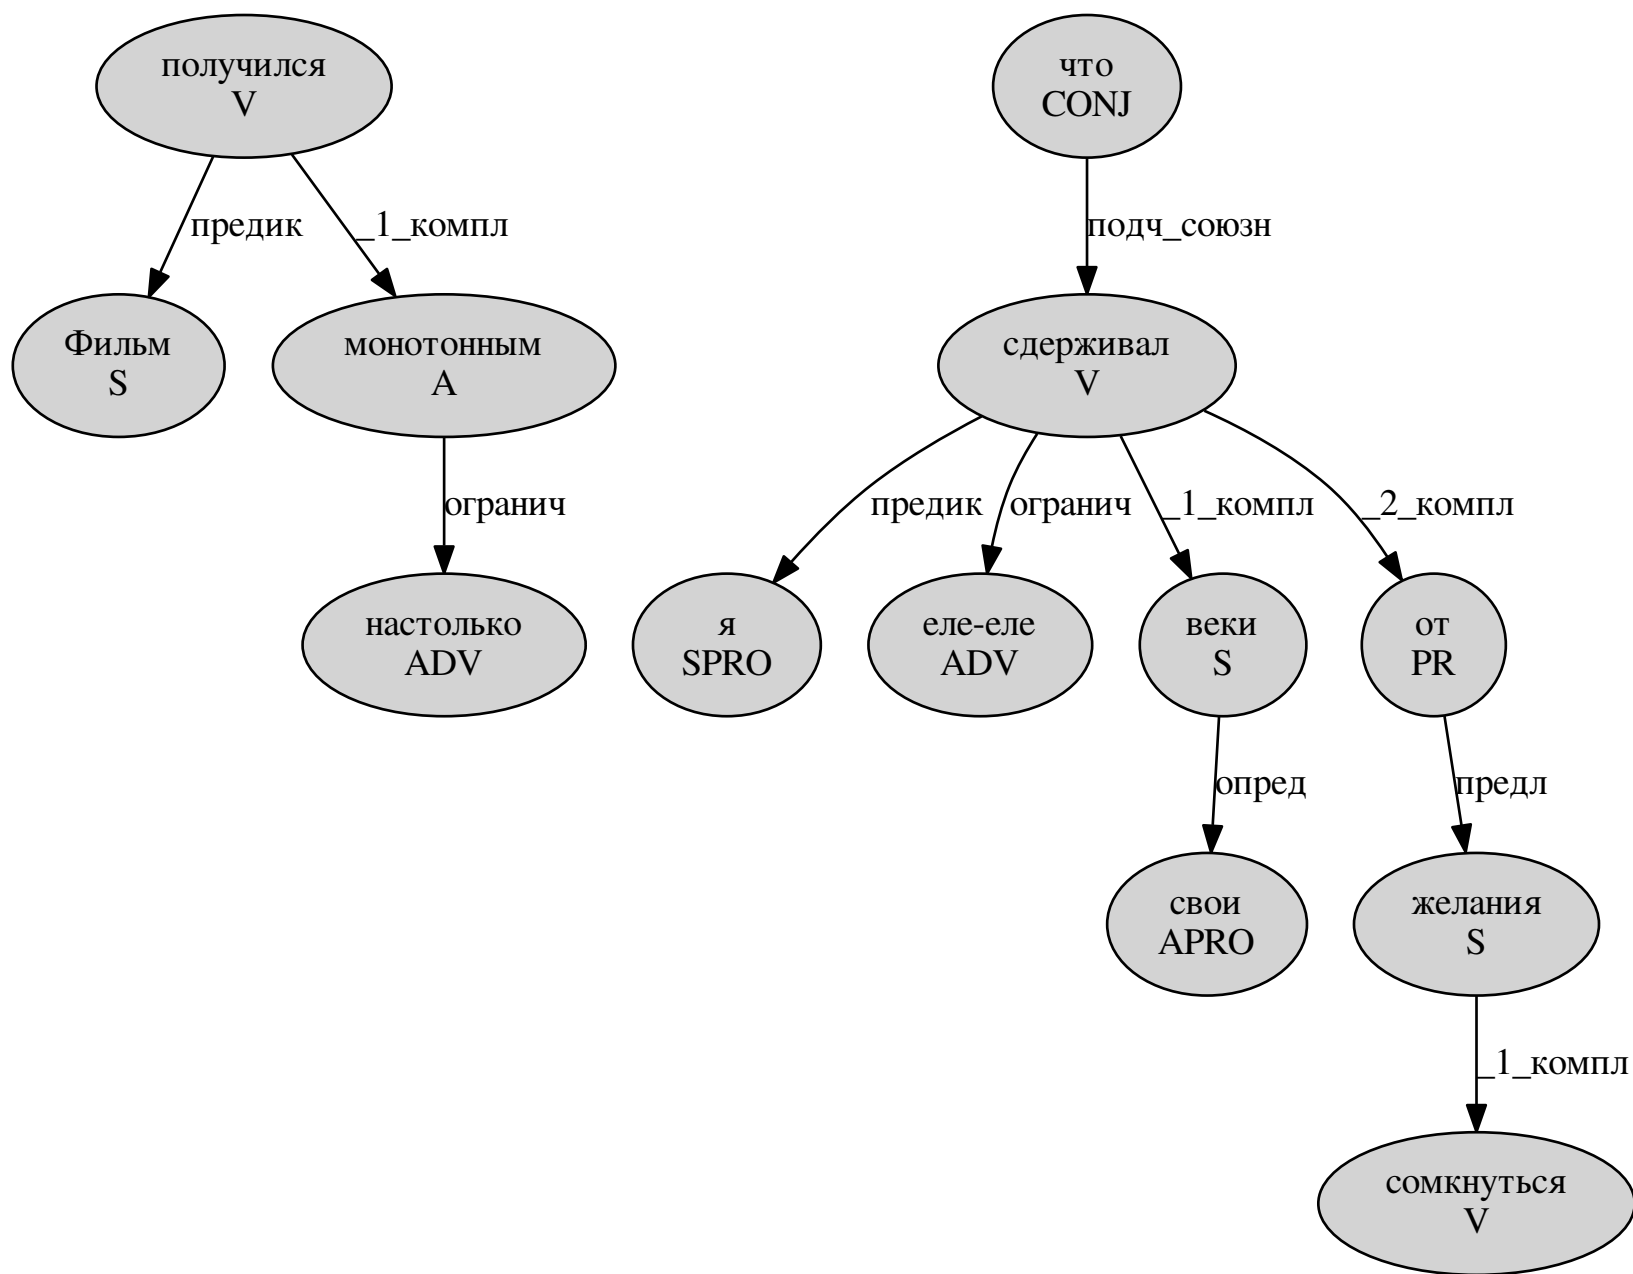 получился
V
что
CONJ
предик
_1_компл
подч_союзн
Фильм
S
монотонным
A
сдерживал
V
огранич
предик
огранич
_1_компл
_2_компл
настолько
ADV
я
SPRO
еле-еле
ADV
веки
S
от
PR
опред
предл
свои
APRO
желания
S
_1_компл
сомкнуться
V